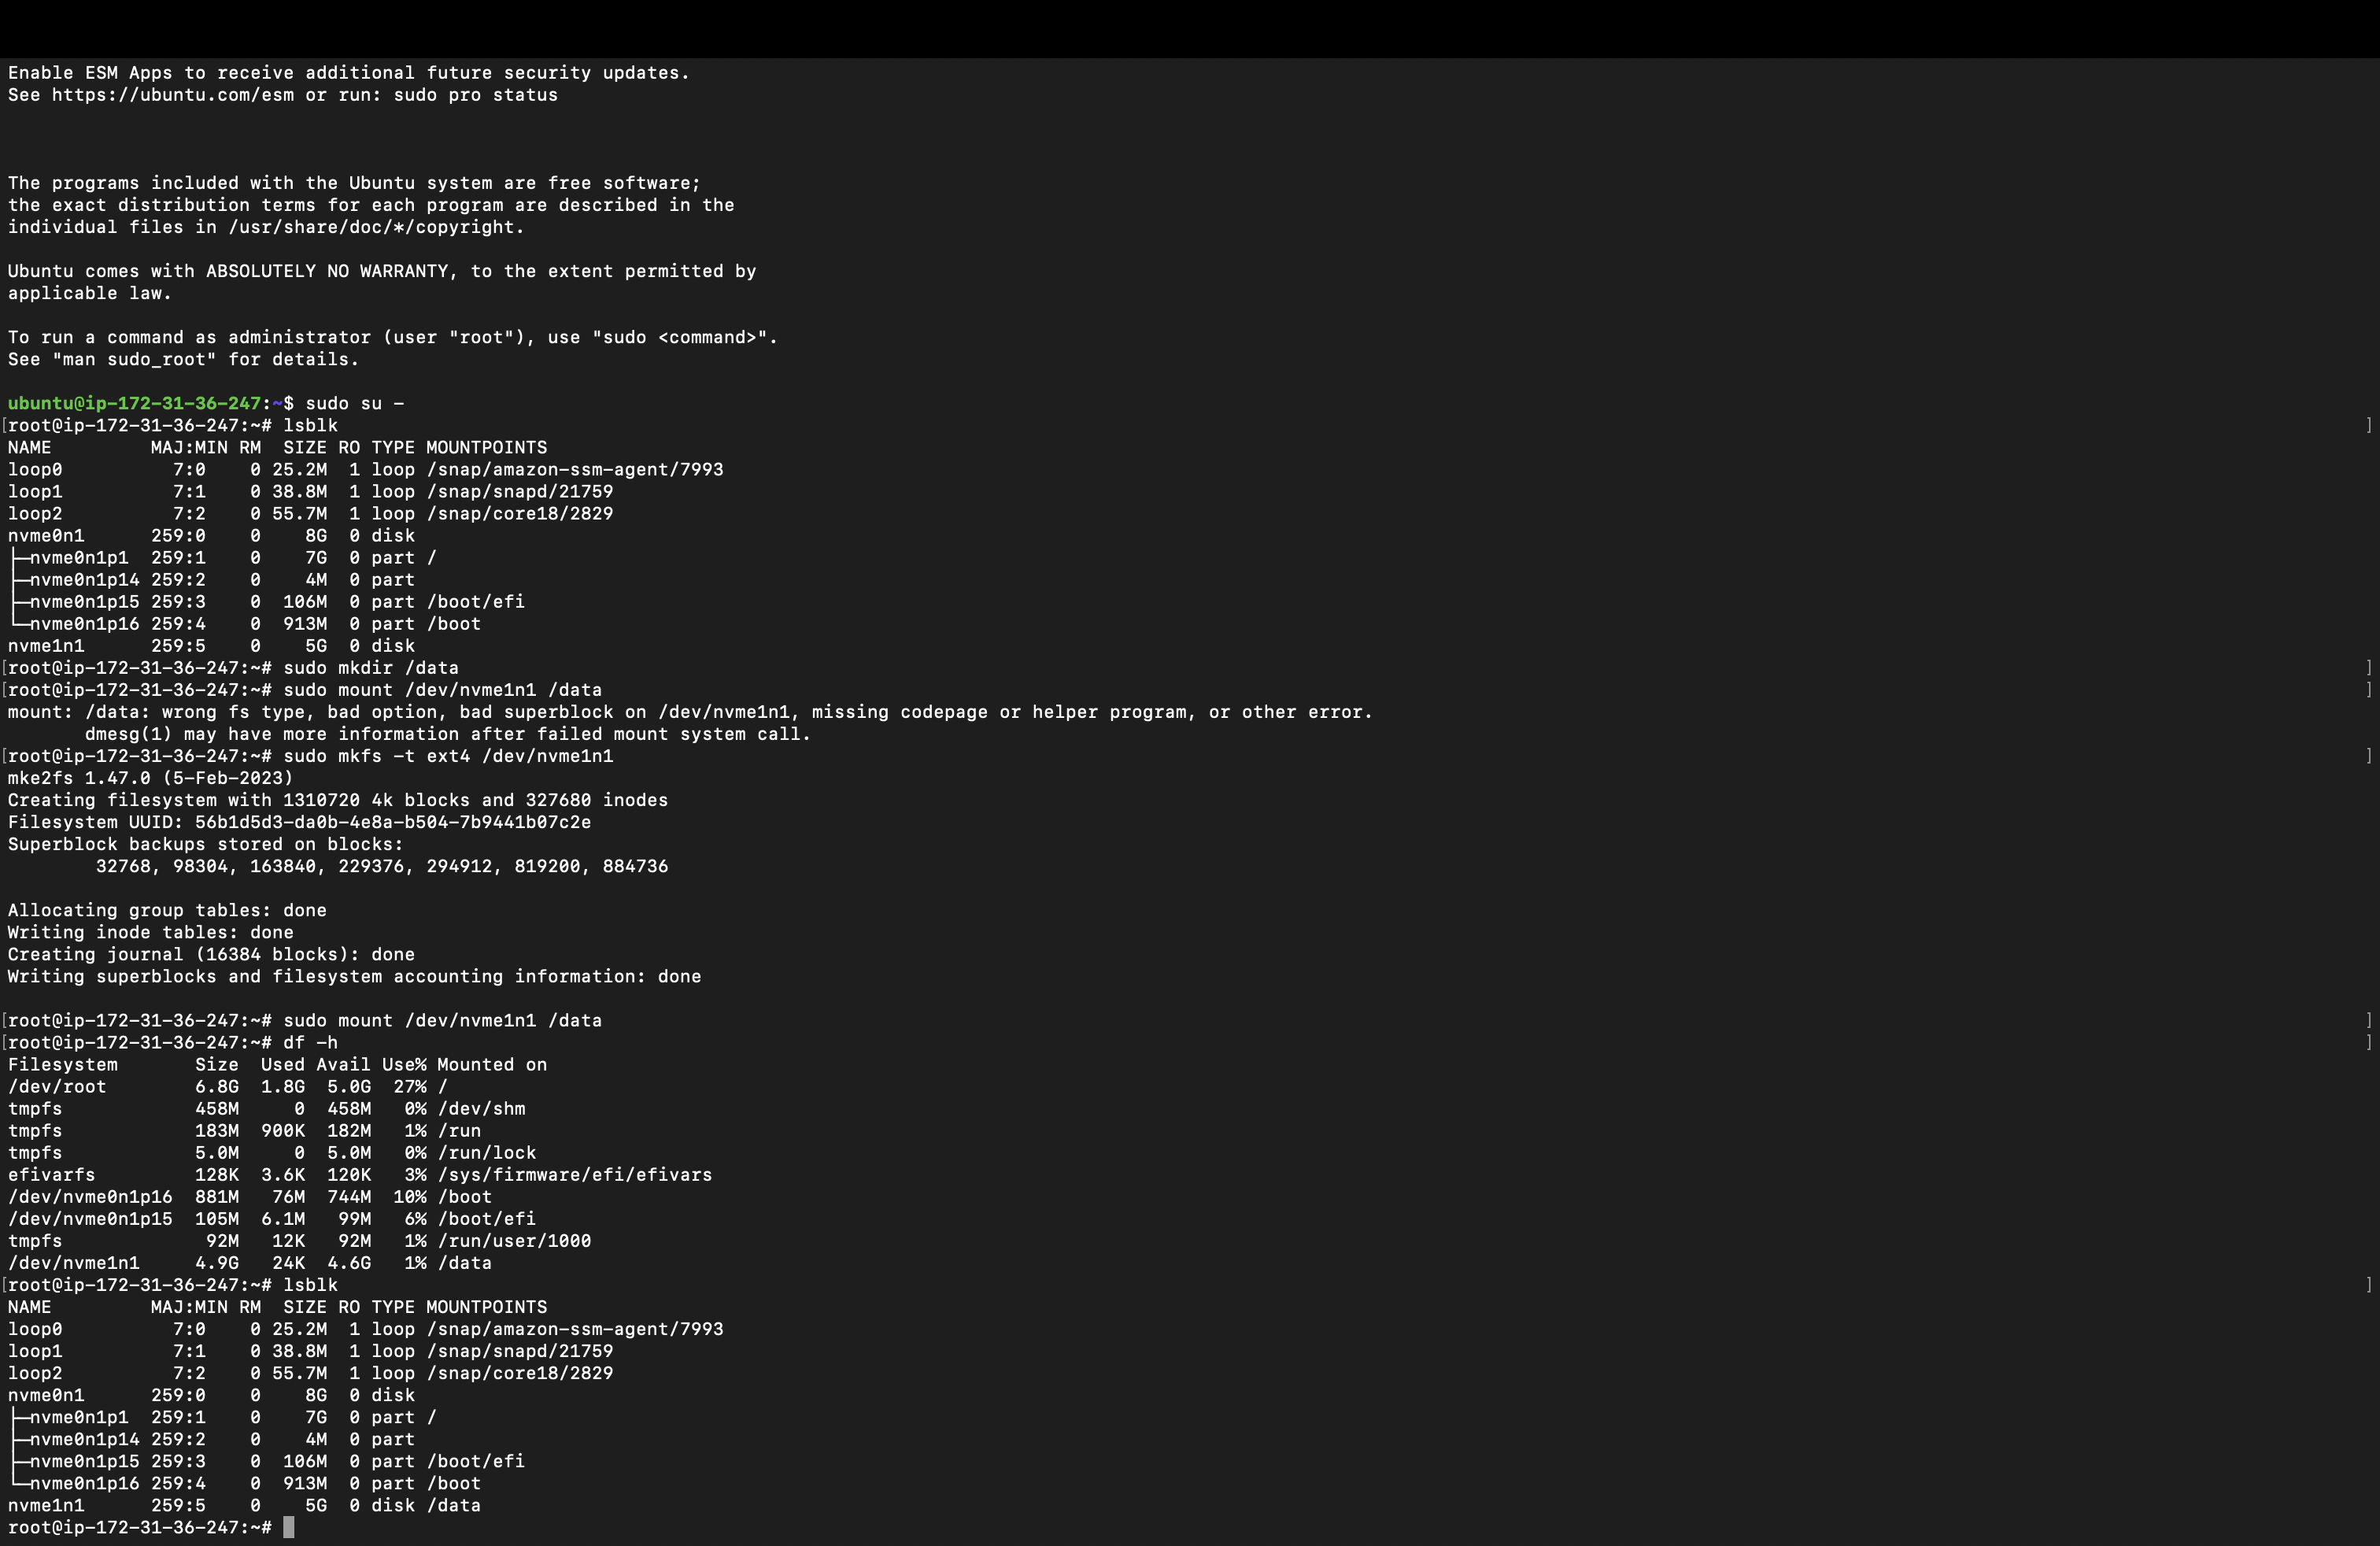 Enable ESM Apps to receive additional future security updates.
See https://ubuntu.com/esm or run: sudo pro status
The programs included with the Ubuntu system are free software;
the exact distribution terms for each program are described in the
individual files in /usr/share/doc/*/copyright.
Ubuntu comes with ABSOLUTELY NO WARRANTY, to the extent permitted by
applicable law.
To run a command as administrator (user "root"), use "sudo <command>".
See "man sudo_root" for details.
ubuntu@ip-172-31-36-247:~$ sudo su -
[root@ip-172-31-36-247:~# lsblk ]
NAME         MAJ:MIN RM  SIZE RO TYPE MOUNTPOINTS
loop0          7:0    0 25.2M  1 loop /snap/amazon-ssm-agent/7993
loop1          7:1    0 38.8M  1 loop /snap/snapd/21759
loop2          7:2    0 55.7M  1 loop /snap/core18/2829
nvme0n1      259:0    0    8G  0 disk
├─nvme0n1p1  259:1    0    7G  0 part /
├─nvme0n1p14 259:2    0    4M  0 part
├─nvme0n1p15 259:3    0  106M  0 part /boot/efi
└─nvme0n1p16 259:4    0  913M  0 part /boot
nvme1n1      259:5    0    5G  0 disk
[root@ip-172-31-36-247:~# sudo mkdir /data ]
[root@ip-172-31-36-247:~# sudo mount /dev/nvme1n1 /data ]
mount: /data: wrong fs type, bad option, bad superblock on /dev/nvme1n1, missing codepage or helper program, or other error.
       dmesg(1) may have more information after failed mount system call.
[root@ip-172-31-36-247:~# sudo mkfs -t ext4 /dev/nvme1n1 ]
mke2fs 1.47.0 (5-Feb-2023)
Creating filesystem with 1310720 4k blocks and 327680 inodes
Filesystem UUID: 56b1d5d3-da0b-4e8a-b504-7b9441b07c2e
Superblock backups stored on blocks:
        32768, 98304, 163840, 229376, 294912, 819200, 884736
Allocating group tables: done
Writing inode tables: done
Creating journal (16384 blocks): done
Writing superblocks and filesystem accounting information: done
[root@ip-172-31-36-247:~# sudo mount /dev/nvme1n1 /data ]
[root@ip-172-31-36-247:~# df -h ]
Filesystem       Size  Used Avail Use% Mounted on
/dev/root        6.8G  1.8G  5.0G  27% /
tmpfs            458M     0  458M   0% /dev/shm
tmpfs            183M  900K  182M   1% /run
tmpfs            5.0M     0  5.0M   0% /run/lock
efivarfs         128K  3.6K  120K   3% /sys/firmware/efi/efivars
/dev/nvme0n1p16  881M   76M  744M  10% /boot
/dev/nvme0n1p15  105M  6.1M   99M   6% /boot/efi
tmpfs             92M   12K   92M   1% /run/user/1000
/dev/nvme1n1     4.9G   24K  4.6G   1% /data
[root@ip-172-31-36-247:~# lsblk ]
NAME         MAJ:MIN RM  SIZE RO TYPE MOUNTPOINTS
loop0          7:0    0 25.2M  1 loop /snap/amazon-ssm-agent/7993
loop1          7:1    0 38.8M  1 loop /snap/snapd/21759
loop2          7:2    0 55.7M  1 loop /snap/core18/2829
nvme0n1      259:0    0    8G  0 disk
├─nvme0n1p1  259:1    0    7G  0 part /
├─nvme0n1p14 259:2    0    4M  0 part
├─nvme0n1p15 259:3    0  106M  0 part /boot/efi
└─nvme0n1p16 259:4    0  913M  0 part /boot
nvme1n1      259:5    0    5G  0 disk /data
root@ip-172-31-36-247:~#